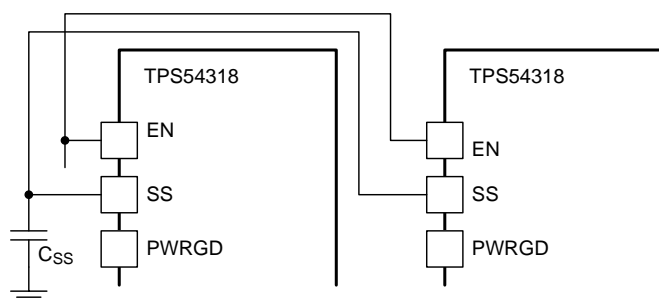 TPS54318
EN
SS
PWRGD
CSS
TPS54318
EN
SS
PWRGD